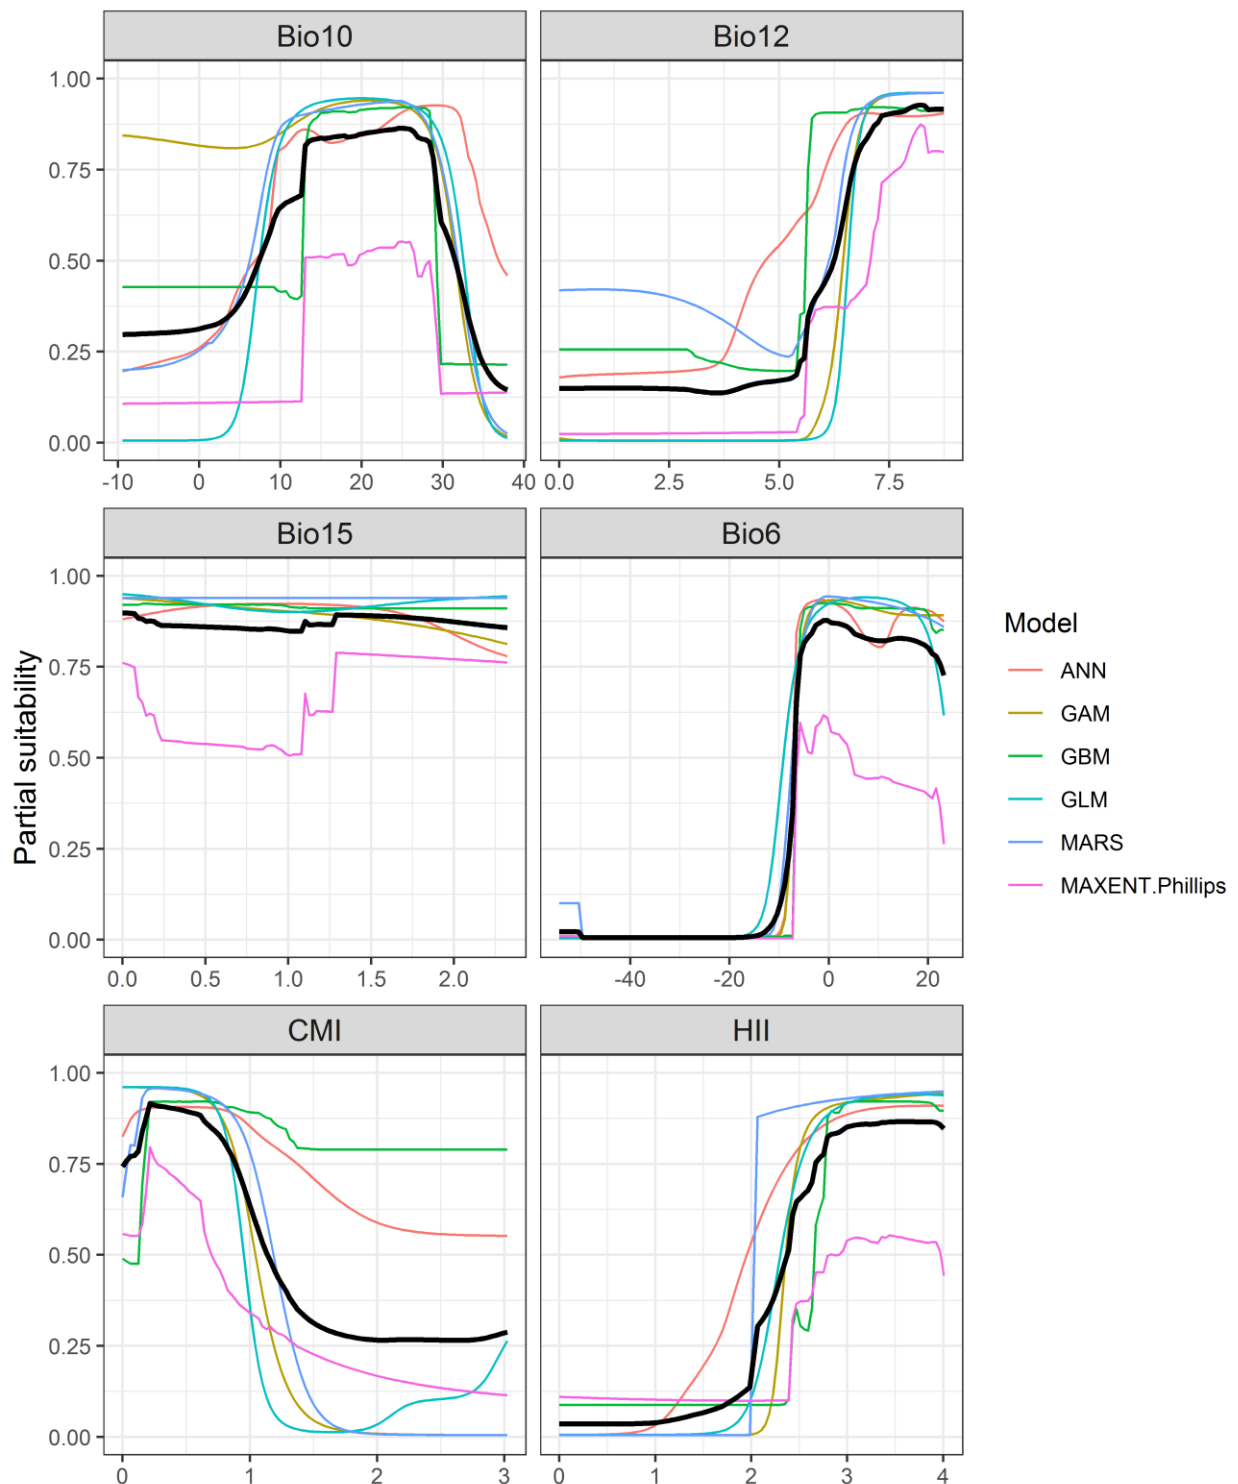 Bio10 Bio12
1.00
0.75
0.50
0.25
0.00
-10 0 10 20 30 40 0.0 2.5 5.0 7.5
Bio15 Bio6
1.00
0.75
0.50
0.25
0.00
0.0 0.5 1.0 1.5 2.0 -40 -20 0 20
CMI HII
1.00
0.75
0.50
0.25
0.00
0 1 2 3 0 1 2 3 4
Partial suitability
Model
ANN
GAM
GBM
GLM
MARS
MAXENT.Phillips